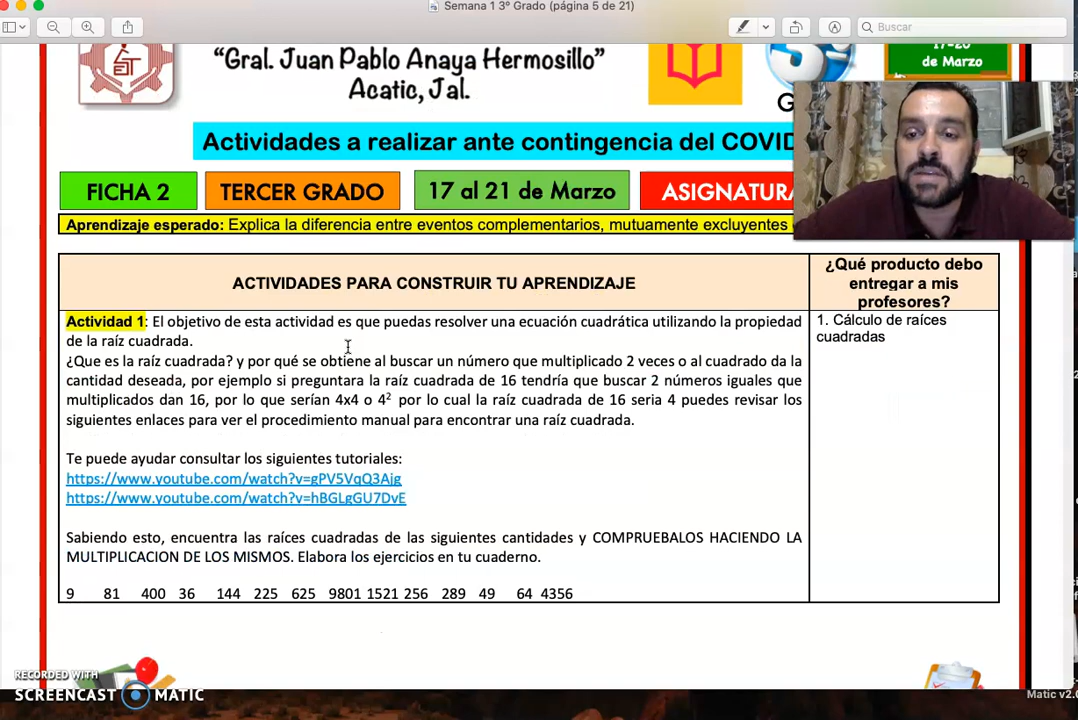 Semana 1 3º Grado (página 5 de 21)
Buscar
"Gral. Juan Pablo Anaya Hermosillo"
Acatic, Jal.
17-20
de Marzo
G
Actividades a realizar ante contingencia del COVID
FICHA 2
TERCER GRADO
17 al 21 de Marzo
ASIGNATURA
Aprendizaje esperado: Explica la diferencia entre eventos complementarios, mutuamente excluyentes
ACTIVIDADES PARA CONSTRUIR TU APRENDIZAJE
¿Qué producto debo
entregar a mis
profesores?
Actividad 1: El objetivo de esta actividad es que puedas resolver una ecuación cuadrática utilizando la propiedad
de la raíz cuadrada.
¿Que es la raíz cuadrada? y por qué se obtiene al buscar un número que multiplicado 2 veces o al cuadrado da la
cantidad deseada, por ejemplo si preguntara la raíz cuadrada de 16 tendría que buscar 2 números iguales que
multiplicados dan 16, por lo que serían 4x4 o 4² por lo cual la raíz cuadrada de 16 seria 4 puedes revisar los
siguientes enlaces para ver el procedimiento manual para encontrar una raíz cuadrada.
Te puede ayudar consultar los siguientes tutoriales:
https://www.youtube.com/watch?v=gPV5VqQ3Ajg
https://www.youtube.com/watch?v=hBGLgGU7DvE
Sabiendo esto, encuentra las raíces cuadradas de las siguientes cantidades y COMPRUEBALOS HACIENDO LA
MULTIPLICACION DE LOS MISMOS. Elabora los ejercicios en tu cuaderno.
9 81 400 36 144 225 625 9801 1521 256 289 49 64 4356
1. Cálculo de raíces
cuadradas
RECORDED WITH
SCREENCAST MATIC
Matic v2.0